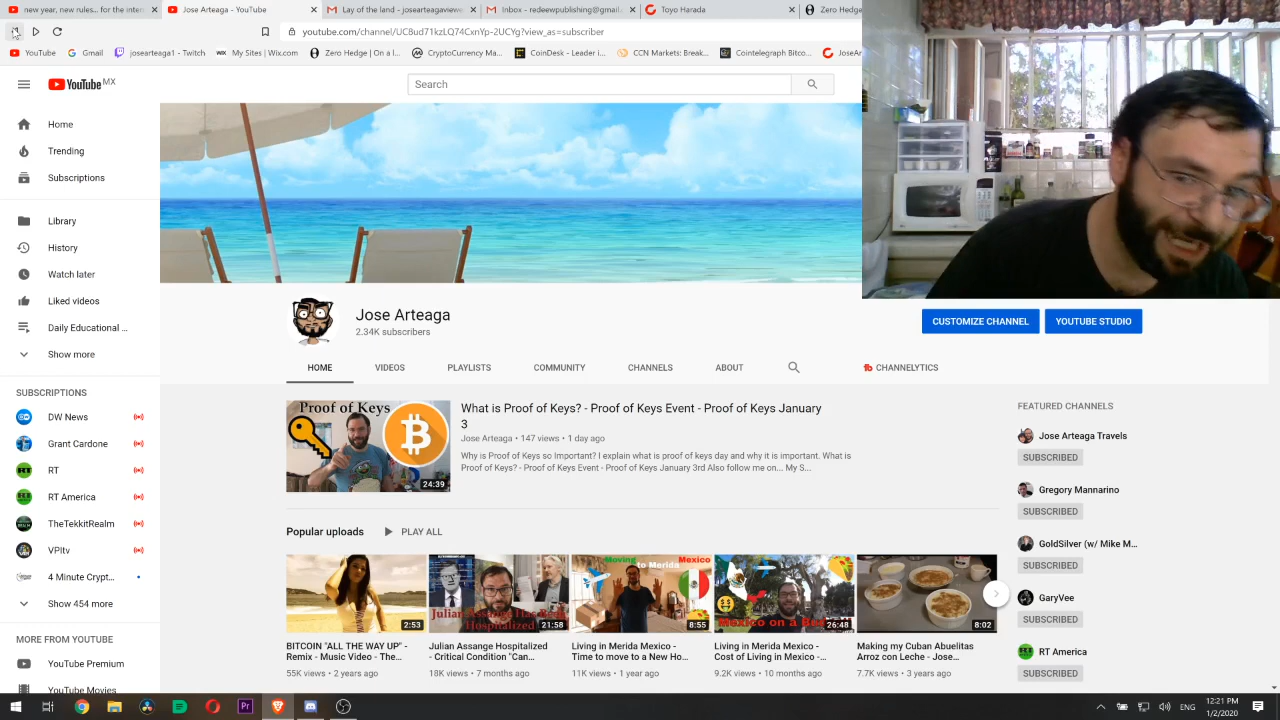 new year, new rules... for the intern
Jose Arteaga - YouTube
Lay of the land - josearteagaviewe
Inbox - redeewpublishing@gmail.co
Toyo Harada
Zero Hedge
youtube.com/channel/UC8ud71kzLQ74CxnYp-2UCYg?view_as=subscriber
YouTube
Gmail
josearteaga1 - Twitch
My Sites | Wix.com
Zero Hedge | On a l...
CryptoCurrency Ma...
CoinDesk - Leader i...
CCN Markets: Break...
Cointelegraph Bitcoi...
JoseAr
YouTube MX
Search
Home
Trending
Subscriptions
Library
History
Watch later
Liked videos
Daily Educational ...
Show more
SUBSCRIPTIONS
DW News
Grant Cardone
RT
RT America
TheTekkitRealm
VPItv
4 Minute Crypt...
Show 454 more
MORE FROM YOUTUBE
YouTube Premium
YouTube Movies
Jose Arteaga
2.34K subscribers
CUSTOMIZE CHANNEL
YOUTUBE STUDIO
HOME
VIDEOS
PLAYLISTS
COMMUNITY
CHANNELS
ABOUT
CHANNELYTICS
Proof of Keys
24:39
What is Proof of Keys? - Proof of Keys Event - Proof of Keys January
3
Jose Arteaga • 147 views • 1 day ago
Why is Proof of Keys so Important? I explain what is proof of keys day and why it is important. What is
Proof of Keys? - Proof of Keys Event - Proof of Keys January 3rd Also follow me on... My S...
Popular uploads
PLAY ALL
2:53
BITCOIN "ALL THE WAY UP" -
Remix - Music Video - The...
55K views • 2 years ago
Julian Assange Has Been
Hospitalized
21:58
Julian Assange Hospitalized
- Critical Condition "Can...
18K views • 7 months ago
Moving to Merida Mexico
8:55
Living in Merida Mexico -
Time to move to a New Ho...
11K views • 1 year ago
Mexico on a
26:48
Living in Merida Mexico -
Cost of Living in Mexico -...
9.2K views • 10 months ago
8:02
Making my Cuban Abuelitas
Arroz con Leche - Jose...
7.7K views • 3 years ago
FEATURED CHANNELS
Jose Arteaga Travels
SUBSCRIBED
Gregory Mannarino
SUBSCRIBED
GoldSilver (w/ Mike M...
SUBSCRIBED
GaryVee
SUBSCRIBED
RT America
SUBSCRIBED
ENG
12:21 PM
1/2/2020